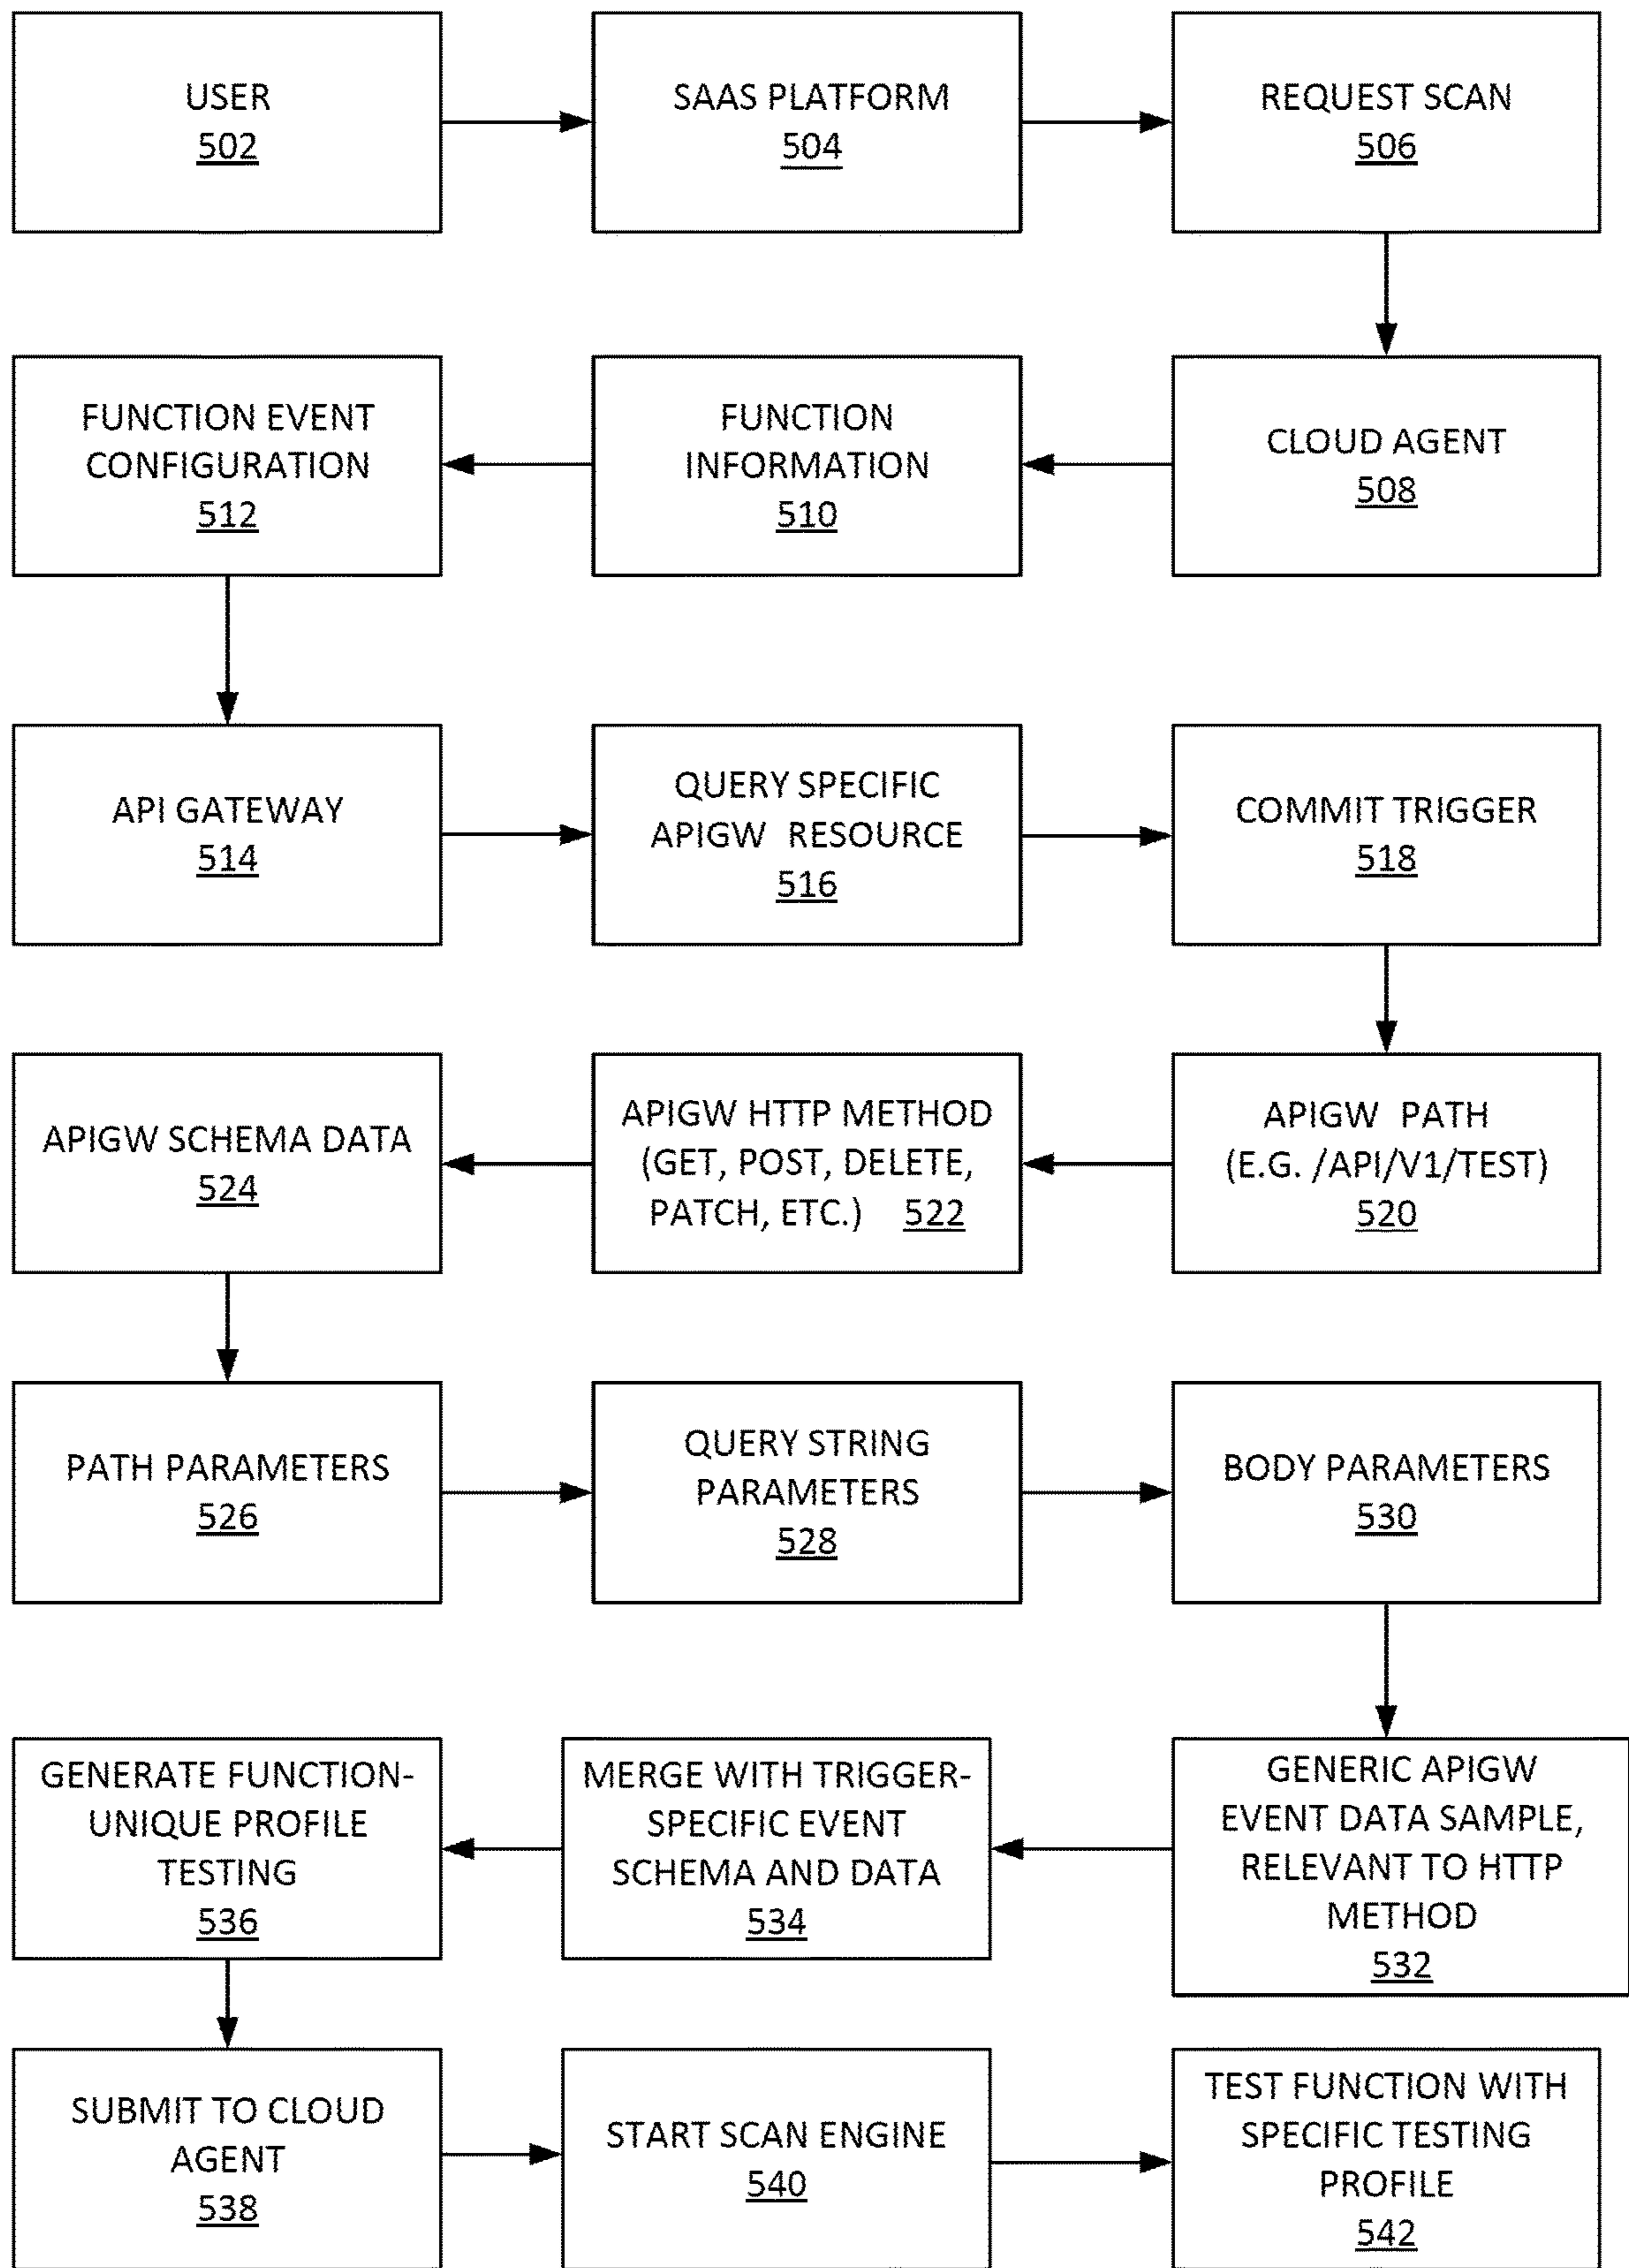 USER
502
SAAS PLATFORM
504
REQUEST SCAN
506
FUNCTION EVENT
CONFIGURATION
512
FUNCTION
INFORMATION
510
CLOUD AGENT
508
API GATEWAY
514
QUERY SPECIFIC
APIGW RESOURCE
516
COMMIT TRIGGER
518
APIGW SCHEMA DATA
524
APIGW HTTP METHOD
(GET, POST, DELETE,
PATCH, ETC.) 522
APIGW PATH
(E.G. /API/V1/TEST)
520
PATH PARAMETERS
526
QUERY STRING
PARAMETERS
528
BODY PARAMETERS
530
GENERATE FUNCTION-
UNIQUE PROFILE
TESTING
536
MERGE WITH TRIGGER-
SPECIFIC EVENT
SCHEMA AND DATA
534
GENERIC APIGW
EVENT DATA SAMPLE,
RELEVANT TO HTTP
METHOD
532
SUBMIT TO CLOUD
AGENT
538
START SCAN ENGINE
540
TEST FUNCTION WITH
SPECIFIC TESTING
PROFILE
542